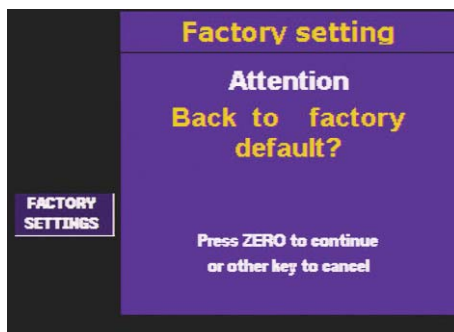 Factory setting
Attention
Back to factory
default?
FACTORY
SETTINGS
Press ZERO to continue
or other key to cancel